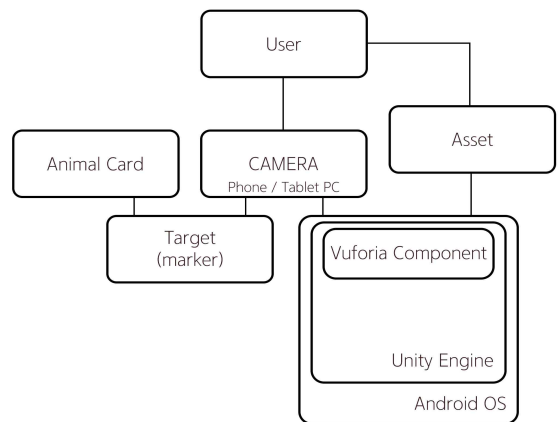 User
Animal Card
CAMERA
Phone / Tablet PC
Asset
Target
(marker)
Vuforia Component
Unity Engine
Android OS